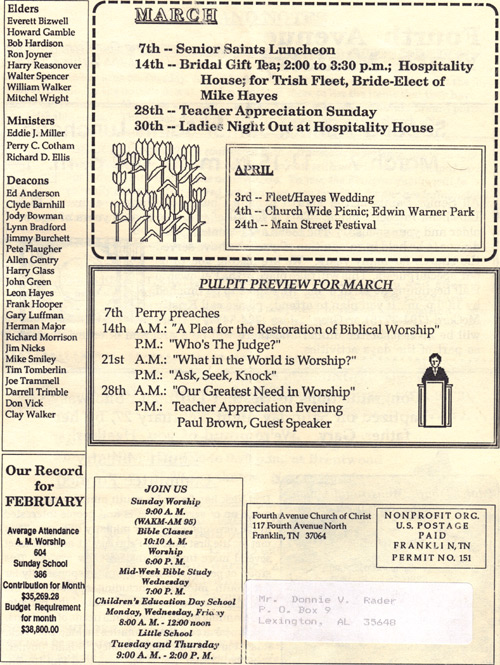 Elders
Everett Bizwell
Howard Gamble
Bob Hardison
Ron Joyner
Harry Reasonover
Walter Spencer
William Walker
Mitchel Wright
Ministers
Eddie J. Miller
Perry C. Cotham
Richard D. Ellis
Deacons
Ed Anderson
Clyde Barnhill
Jody Bowman
Lynn Bradford
Jimmy Burchett
Pete Flaugher
Allen Gentry
Harry Glass
John Green
Leon Hayes
Frank Hooper
Gary Luffman
Herman Major
Richard Morrison
Jim Nicks
Mike Smiley
Tim Tomberlin
Joe Trammell
Darrell Trimble
Don Vick
Clay Walker
MARCH
7th -- Senior Saints Luncheon
14th -- Bridal Gift Tea; 2:00 to 3:30 p.m.; Hospitality
House; for Trish Fleet, Bride-Elect of
Mike Hayes
28th -- Teacher Appreciation Sunday
30th -- Ladies Night Out at Hospitality House
APRIL
3rd -- Fleet/Hayes Wedding
4th -- Church Wide Picnic; Edwin Warner Park
24th -- Main Street Festival
PULPIT PREVIEW FOR MARCH
7th Perry preaches
14th A.M.: "A Plea for the Restoration of Biblical Worship"
P.M.: "Who's The Judge?"
21st A.M.: "What in the World is Worship?"
P.M.: "Ask, Seek, Knock"
28th A.M.: "Our Greatest Need in Worship"
P.M.: Teacher Appreciation Evening
Paul Brown, Guest Speaker
Our Record
for
FEBRUARY
Average Attendance
A. M. Worship
604
Sunday School
386
Contribution for Month
$35,269.28
Budget Requirement
for month
$38,800.00
JOIN US
Sunday Worship
9:00 A. M.
(WAKM-AM 95)
Bible Classes
10:10 A. M.
Worship
6:00 P. M.
Mid-Week Bible Study
Wednesday
7:00 P. M.
Children's Education Day School
Monday, Wednesday, Friday
8:00 A. M. - 12:00 noon
Little School
Tuesday and Thursday
9:00 A. M. - 2:00 P. M.
Fourth Avenue Church of Christ
117 Fourth Avenue North
Franklin, TN 37064
NONPROFIT ORG.
U. S. POSTAGE
PAID
FRANKLIN, TN
PERMIT NO. 151
Mr. Donnie V. Rader
P. O. Box 9
Lexington, AL 35648